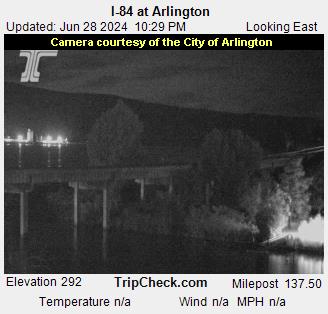 I-84 at Arlington
Updated: Jun 28 2024 10:29 PM Looking East
Camera courtesy of the City of Arlington
Elevation 292 TripCheck.com Milepost 137.50
Temperature n/a Wind n/a MPH n/a